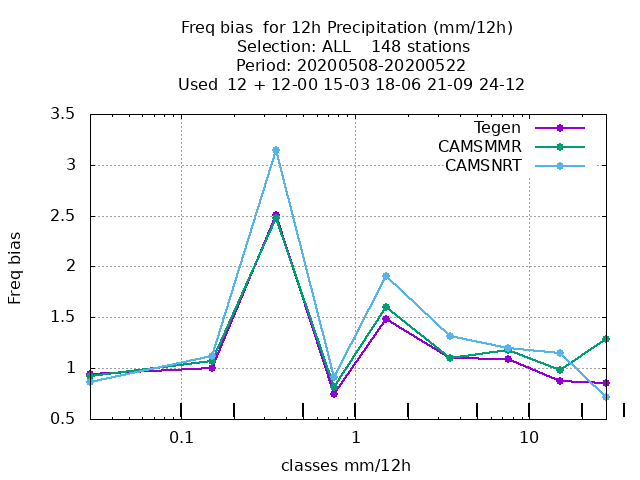 Freq bias  for 12h Precipitation (mm/12h)
Selection: ALL    148 stations
Period: 20200508-20200522
Used  12 + 12-00 15-03 18-06 21-09 24-12
3.5
3
2.5
2
1.5
1
0.5
Freq bias
Tegen
CAMSMMR
CAMSNRT
0.1 1 10
classes mm/12h